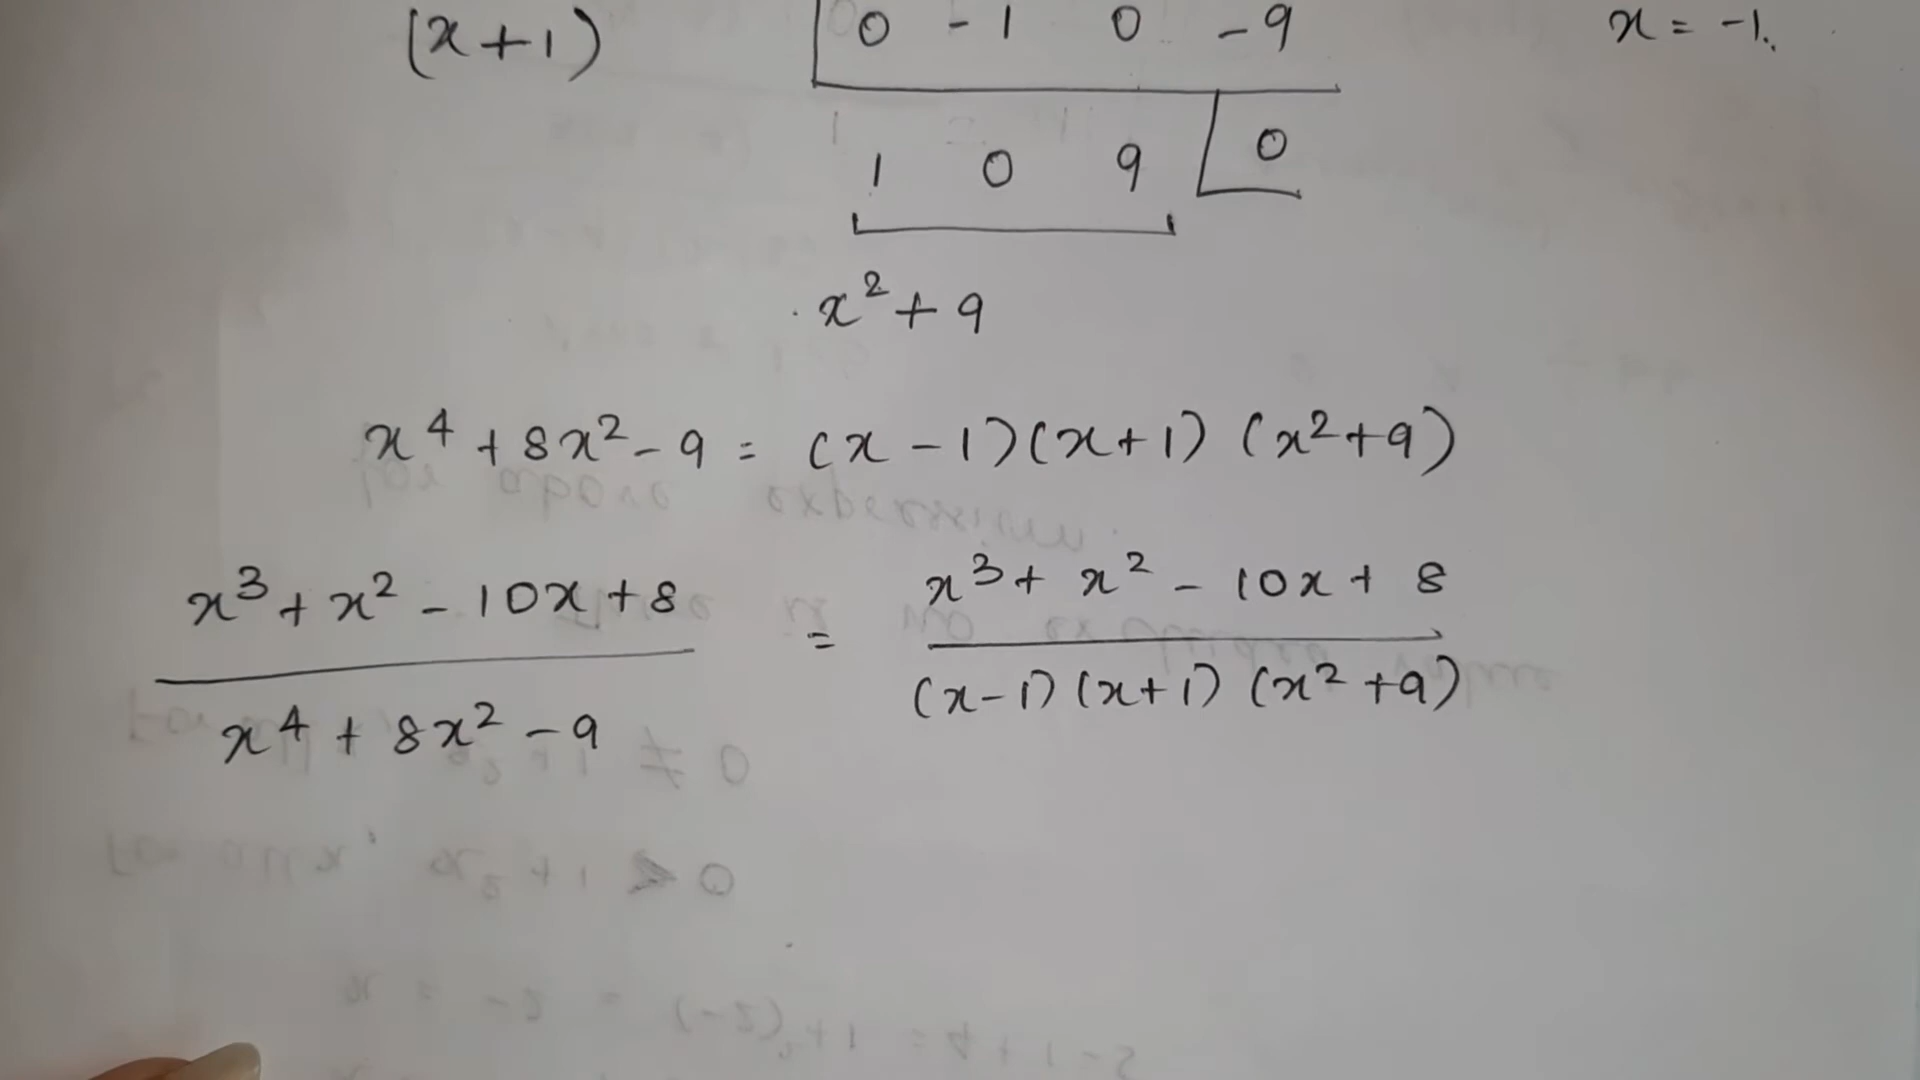 (x+1) 0 -1 0 -9 x = -1.
1 0 9 0
x² + 9
x⁴ + 8x² - 9 = (x - 1)(x+1) (x²+9)
x³ + x² - 10x + 8 / x⁴ + 8x² - 9 = x³ + x² - 10x + 8 / (x-1)(x+1)(x²+9)